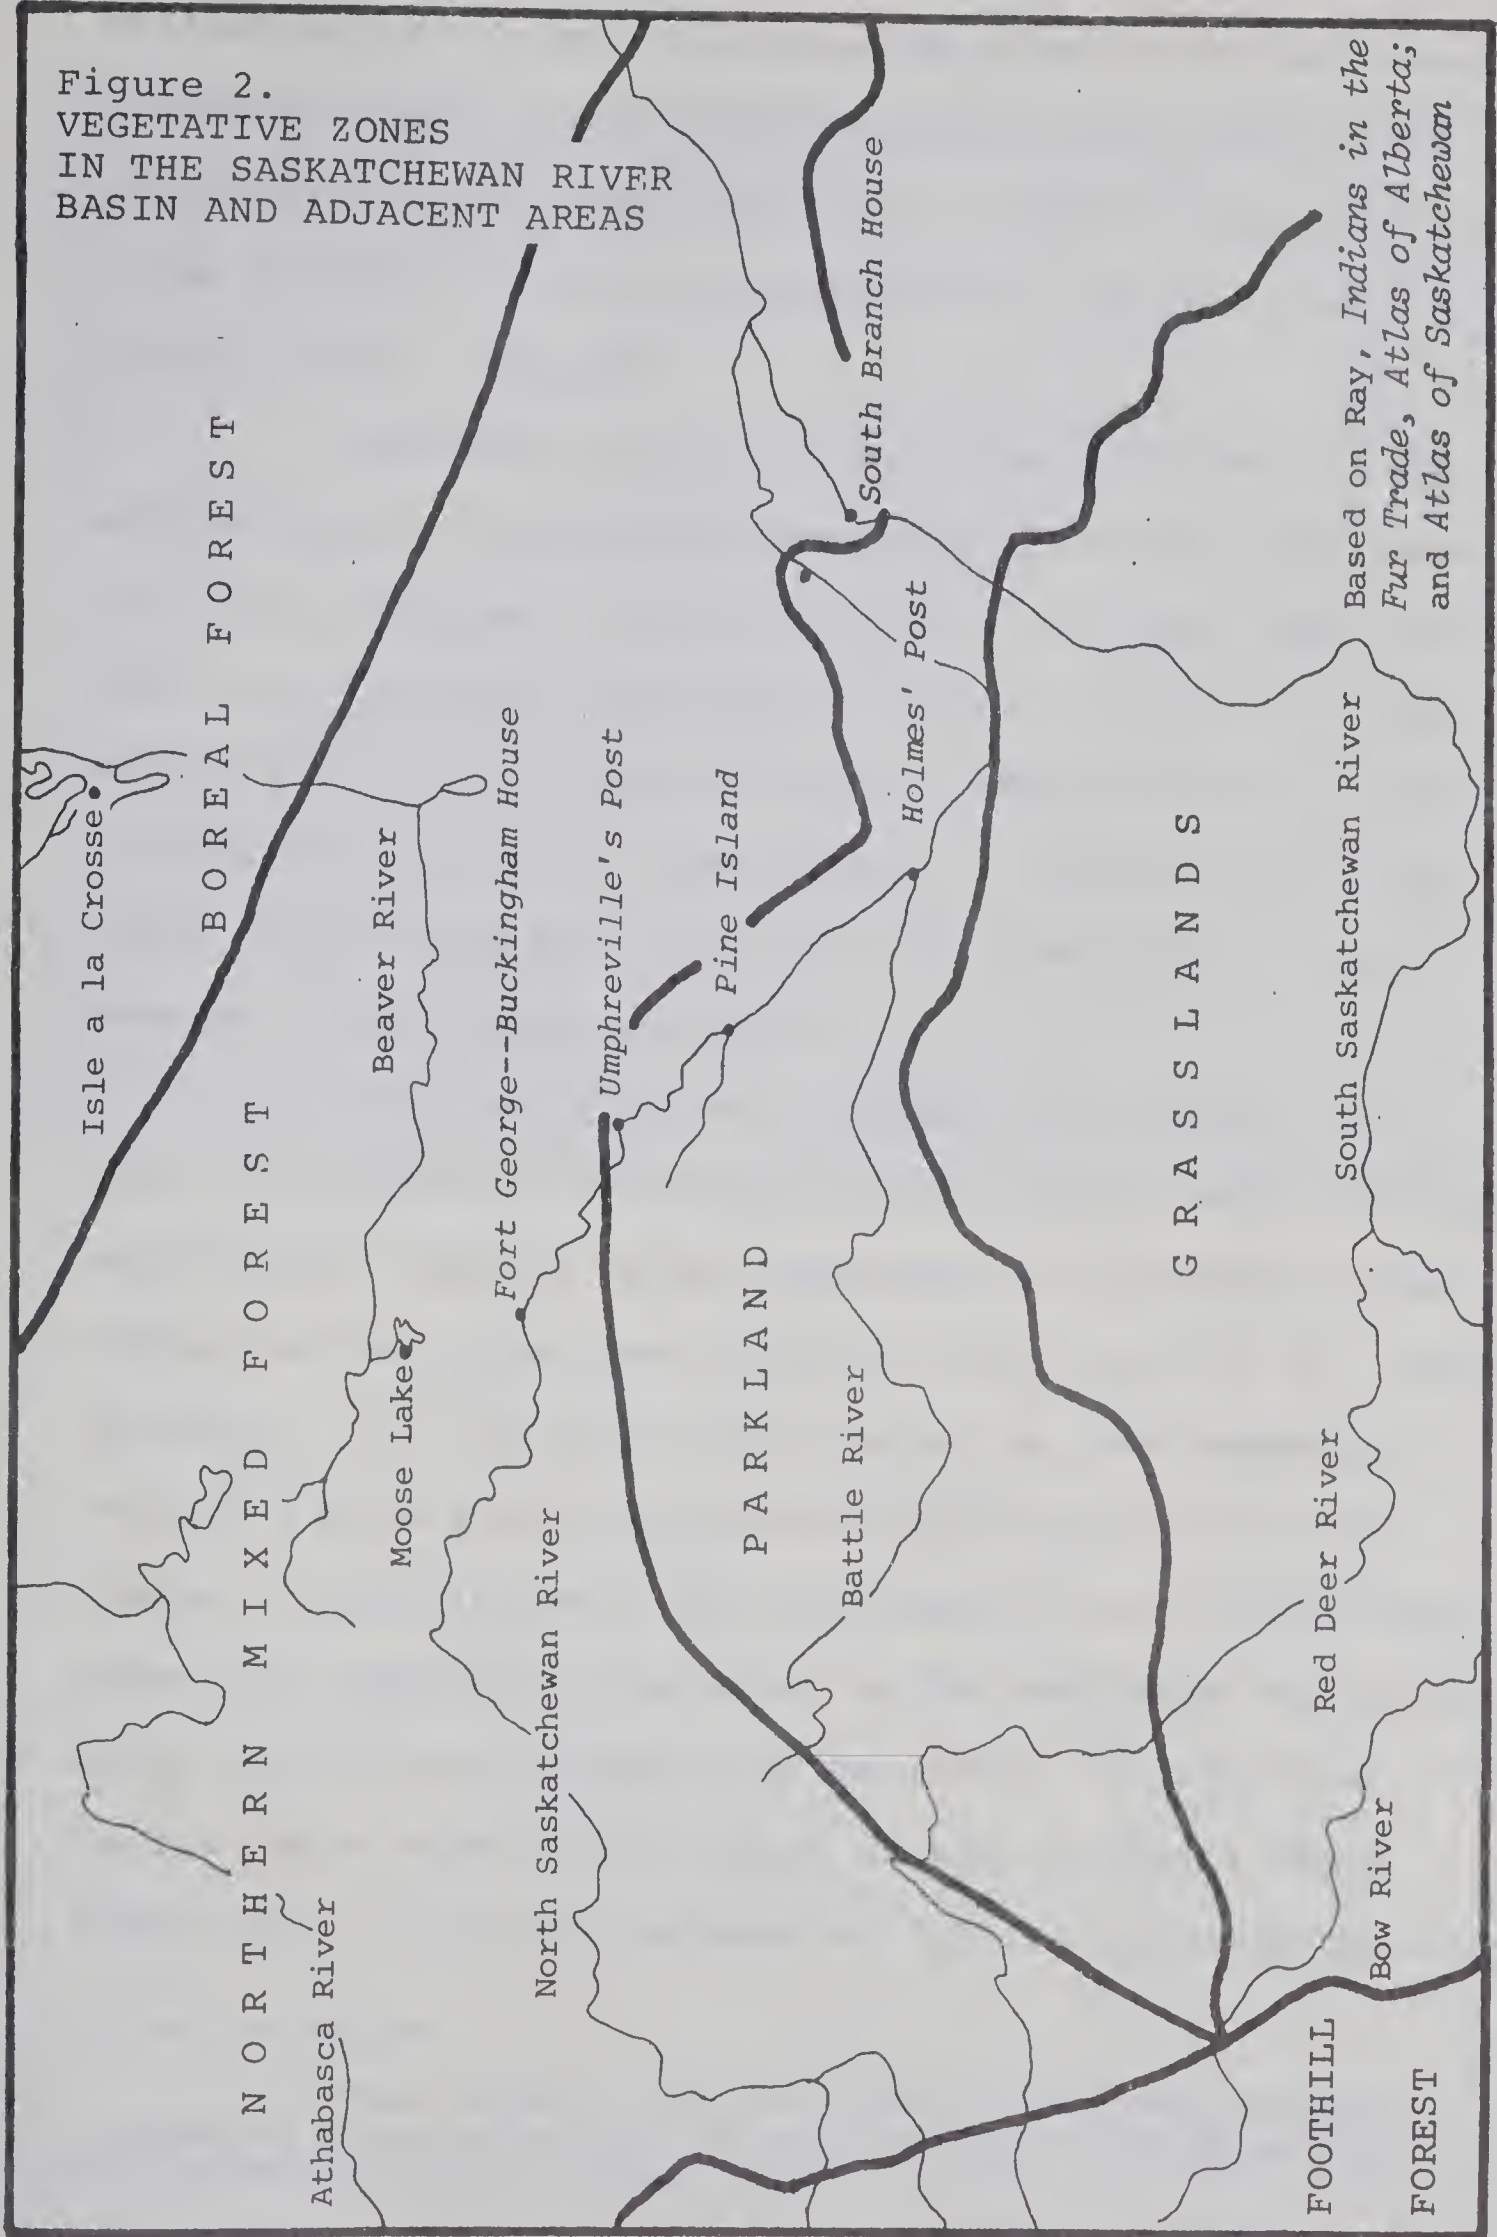 Figure 2.
VEGETATIVE ZONES
IN THE SASKATCHEWAN RIVER
BASIN AND ADJACENT AREAS
Isle a la Crosse
BOREAL FOREST
NORTHERN MIXED FOREST
Athabasca River
Beaver River
Moose Lake
Fort George--Buckingham House
North Saskatchewan River
Umphreville's Post
Pine Island
PARKLAND
Battle River
South Branch House
Holmes' Post
GRASSLANDS
South Saskatchewan River
Red Deer River
Bow River
FOOTHILL
FOREST
Based on Ray, Indians in the
Fur Trade, Atlas of Alberta;
and Atlas of Saskatchewan